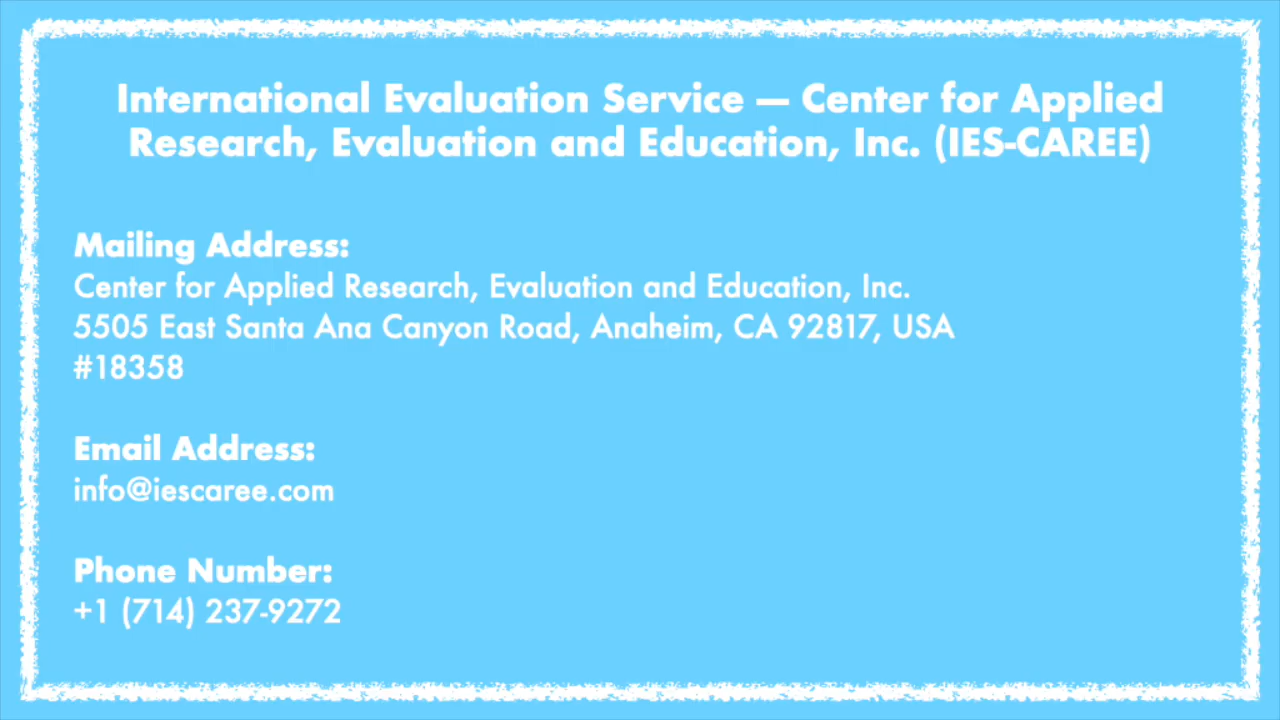 International Evaluation Service — Center for Applied
Research, Evaluation and Education, Inc. (IES-CAREE)
Mailing Address:
Center for Applied Research, Evaluation and Education, Inc.
5505 East Santa Ana Canyon Road, Anaheim, CA 92817, USA
#18358
Email Address:
info@iescaree.com
Phone Number:
+1 (714) 237-9272